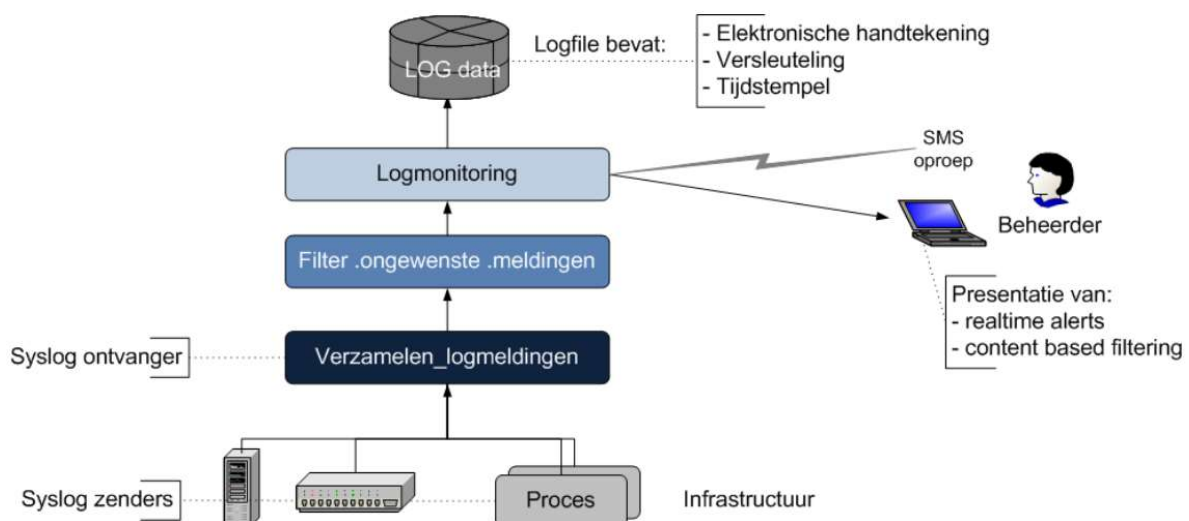 Logfile bevat:
- Elektronische handtekening
- Versleuteling
- Tijdstempel
LOG data
SMS
oproep
Logmonitoring
Beheerder
Filter .ongewenste .meldingen
Presentatie van:
- realtime alerts
- content based filtering
Syslog ontvanger
Verzamelen_logmeldingen
Syslog zenders
Proces
Infrastructuur